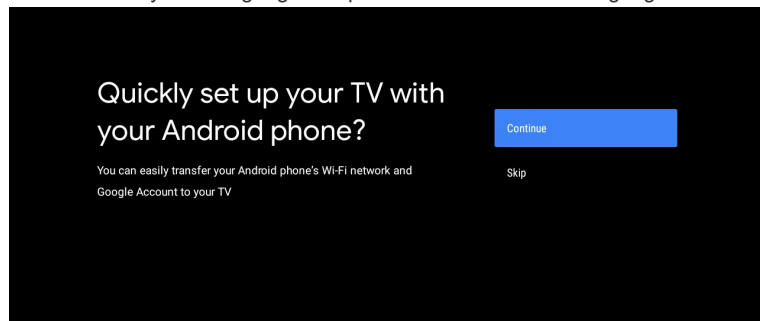 Quickly set up your TV with
your Android phone?
You can easily transfer your Android phone's Wi-Fi network and
Google Account to your TV
Continue
Skip